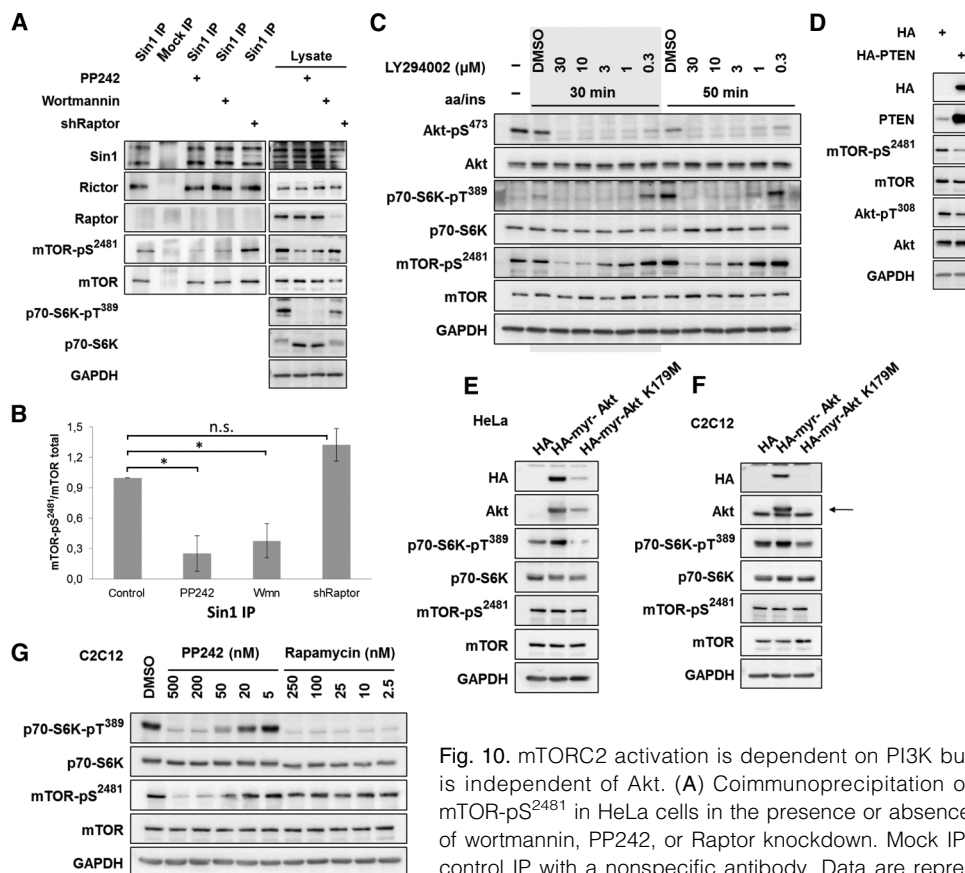 A
Sin1 IP
Mock IP
Sin1 IP
Sin1 IP
Sin1 IP
Lysate
PP242 + +
Wortmannin + +
shRaptor + +
Sin1
Rictor
Raptor
mTOR-pS2481
mTOR
p70-S6K-pT389
p70-S6K
GAPDH
B
mTOR-pS2481/mTOR total
1,5
1,2
0,9
0,6
0,3
0,0
n.s.
*
*
Control PP242 Wmn shRaptor
Sin1 IP
C
LY294002 (µM) – DMSO 30 10 3 1 0.3 DMSO 30 10 3 1 0.3
aa/ins – 30 min 50 min
Akt-pS473
Akt
p70-S6K-pT389
p70-S6K
mTOR-pS2481
mTOR
GAPDH
D
HA +
HA-PTEN +
HA
PTEN
mTOR-pS2481
mTOR
Akt-pT308
Akt
GAPDH
E
HeLa
HA
HA-myr- Akt
HA-myr-Akt K179M
HA
Akt
p70-S6K-pT389
p70-S6K
mTOR-pS2481
mTOR
GAPDH
F
C2C12
HA
HA-myr- Akt
HA-myr-Akt K179M
HA
Akt
p70-S6K-pT389
p70-S6K
mTOR-pS2481
mTOR
GAPDH
G
C2C12 PP242 (nM) Rapamycin (nM)
DMSO 500 200 50 20 5 250 100 25 10 2.5
p70-S6K-pT389
p70-S6K
mTOR-pS2481
mTOR
GAPDH
Fig. 10. mTORC2 activation is dependent on PI3K bu
is independent of Akt. (A) Coimmunoprecipitation o
mTOR-pS2481 in HeLa cells in the presence or absence
of wortmannin, PP242, or Raptor knockdown. Mock IP
control IP with a nonspecific antibody. Data are repre